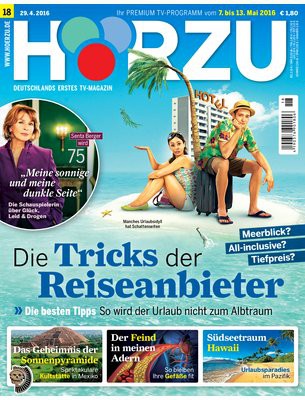 18
29.4.2016
Ihr PREMIUM TV-PROGRAMM vom 7. bis 13. Mai 2016
€ 1,80
WWW.HOERZU.DE
HÖRZU
DEUTSCHLANDS ERSTES TV-MAGAZIN
HOTEL
Senta Berger
wird
75
„Meine sonnige
und meine
dunkle Seite“
Die Schauspielerin
über Glück,
Leid & Drogen
Manches Urlaubsidyll
hat Schattenseiten
Meerblick?
All-inclusive?
Tiefpreis?
Die Tricks der
Reiseanbieter
Die besten Tipps So wird der Urlaub nicht zum Albtraum
Das Geheimnis der
Sonnenpyramide
Spektakuläre
Kultstätte in Mexiko
Der Feind
in meinen
Adern
So bleiben
Ihre Gefäße fit
Südseetraum
Hawaii
Urlaubsparadies
im Pazifik